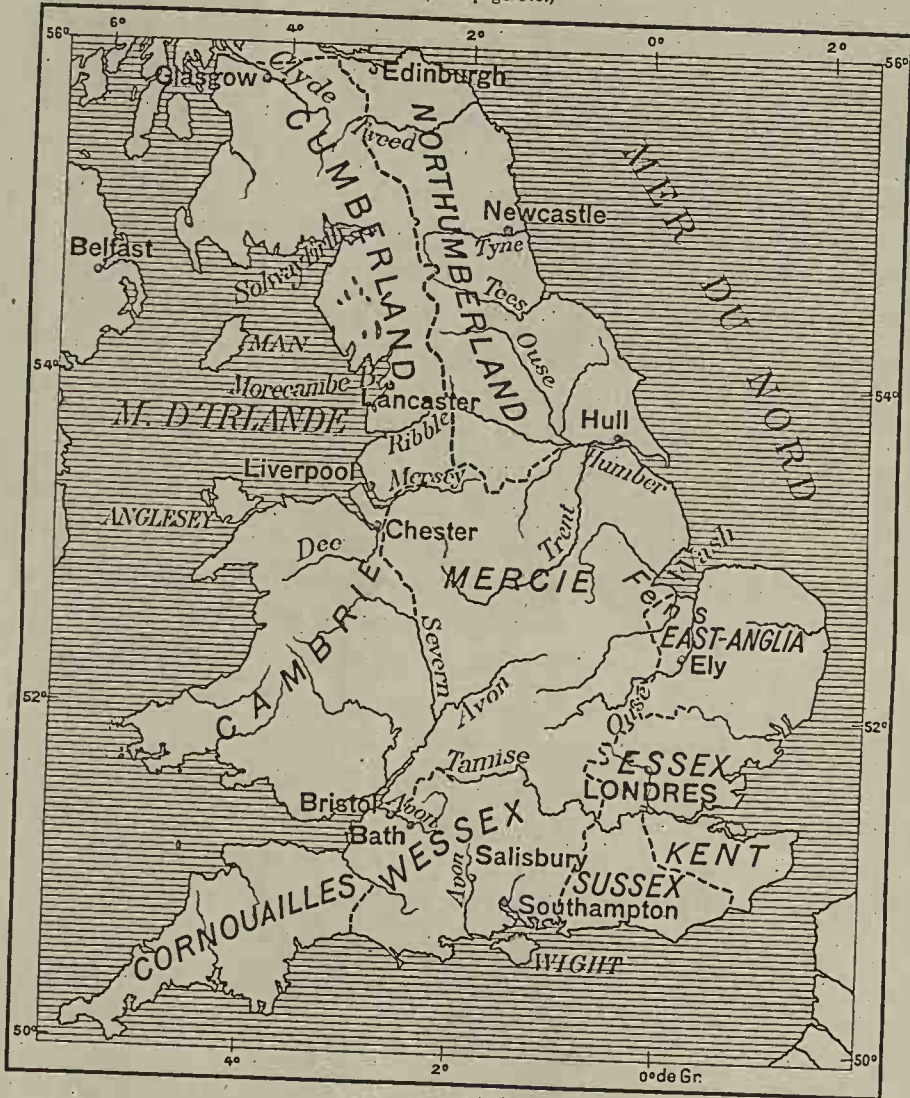 6° 4° 2° 0° 2°
56° 56°
Glasgow
Clyde
Edinburgh
CUMBERLAND
Tweed
NORTHUMBERLAND
MER DU NORD
Newcastle
Tyne
Belfast
Solwayfirth
Tees
Ouse
MAN
54° 54°
Morecambe B.
Lancaster
M. D'IRLANDE
Ribble
Hull
Liverpool
Mersey
Humber
ANGLESEY
Chester
Trent
Dee
Wash
MERCIE
Fens
CAMBRIE
Severn
EAST-ANGLIA
Ely
52° 52°
Avon
Ouse
Tamise
ESSEX
LONDRES
Bristol
Avon
Bath
WESSEX
KENT
Avon
Salisbury
SUSSEX
CORNOUAILLES
Southampton
WIGHT
50° 50°
4° 2° 0° de Gr.